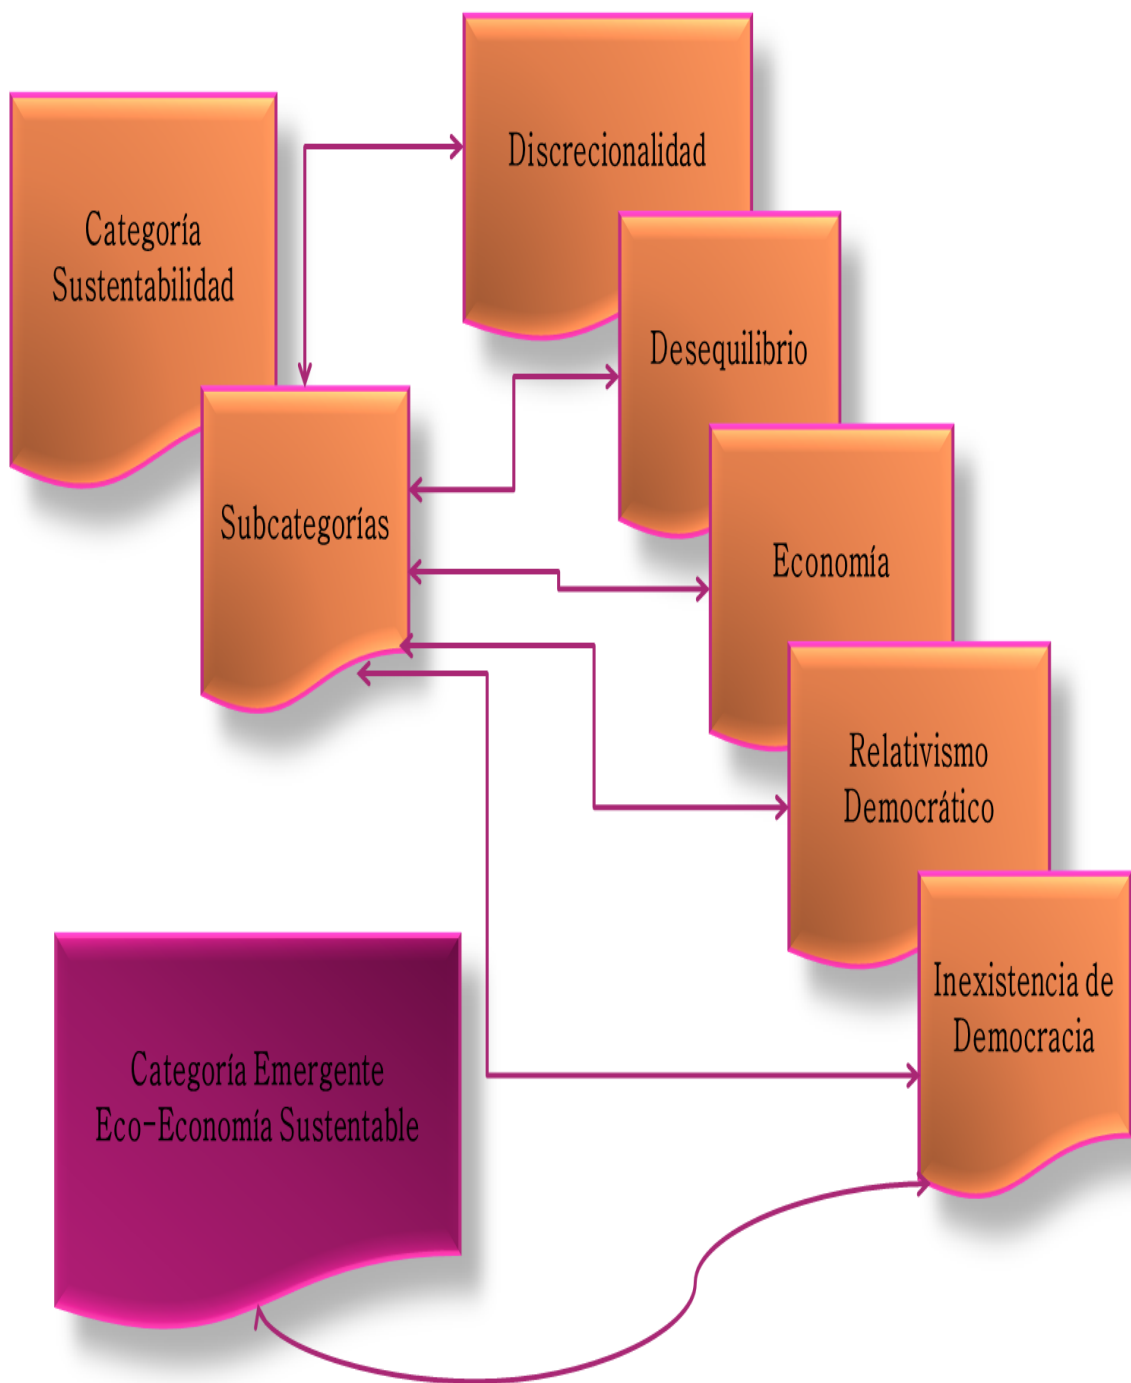 Categoría
Sustentabilidad
Subcategorías
Discrecionalidad
Desequilibrio
Economía
Relativismo
Democrático
Inexistencia de
Democracia
Categoría Emergente
Eco-Economía Sustentable